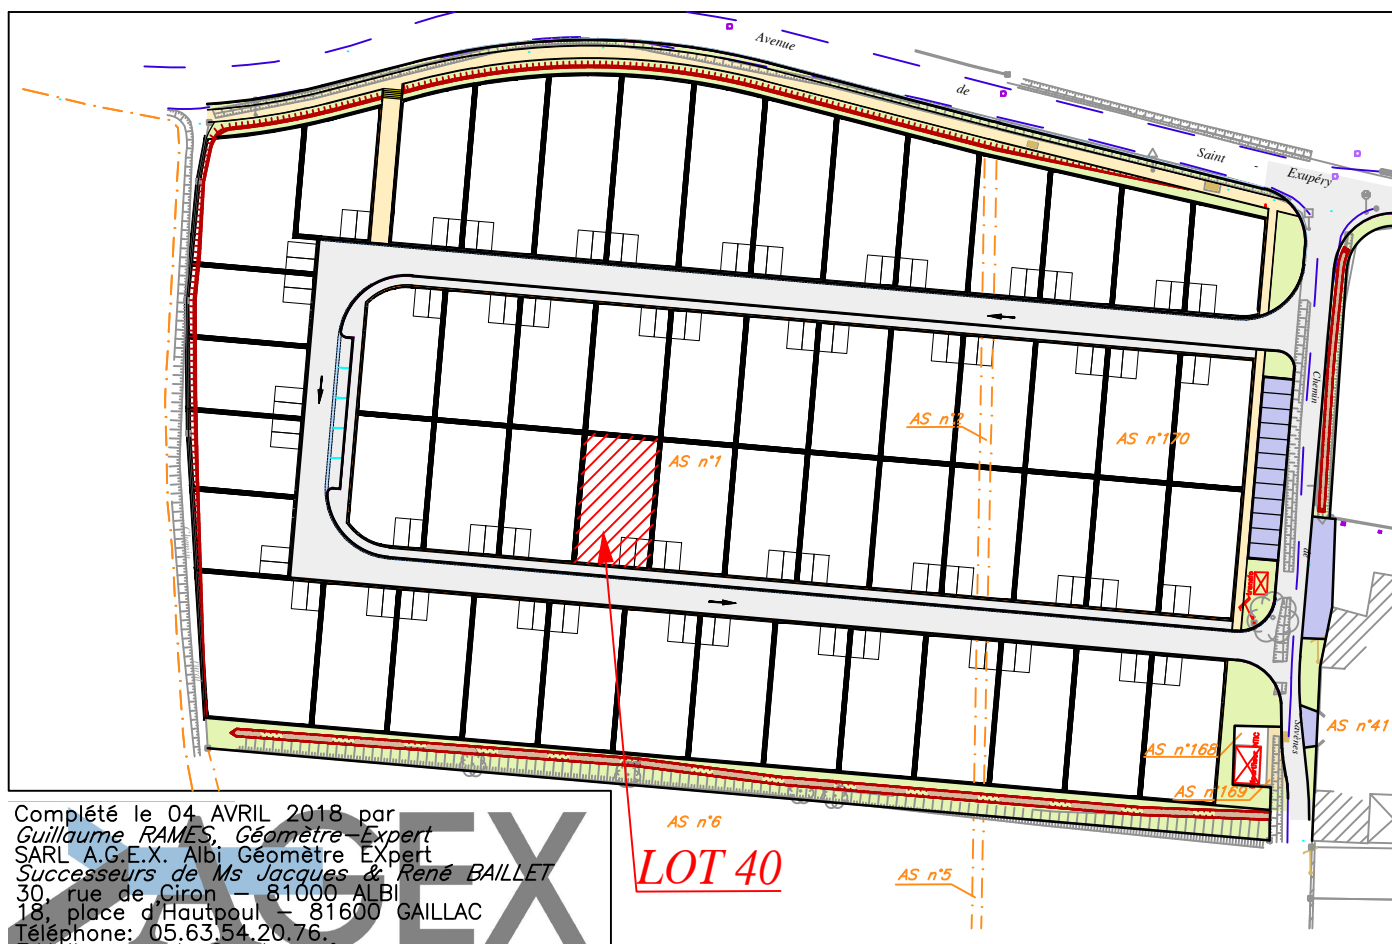 Avenue
de
Saint
-
Exupéry
Chemin
de
Savènes
AS n°2
AS n°170
AS n°1
AS n°41
AS n°168
AS n°169
AS n°6
AS n°5
LOT 40
Complété le 04 AVRIL 2018 par
Guillaume RAMES, Géomètre-Expert
SARL A.G.E.X. Albi Géomètre Expert
Successeurs de Ms Jacques & René BAILLET
30, rue de Ciron - 81000 ALBI
18, place d'Hautpoul - 81600 GAILLAC
Téléphone: 05.63.54.20.76.
AGEX